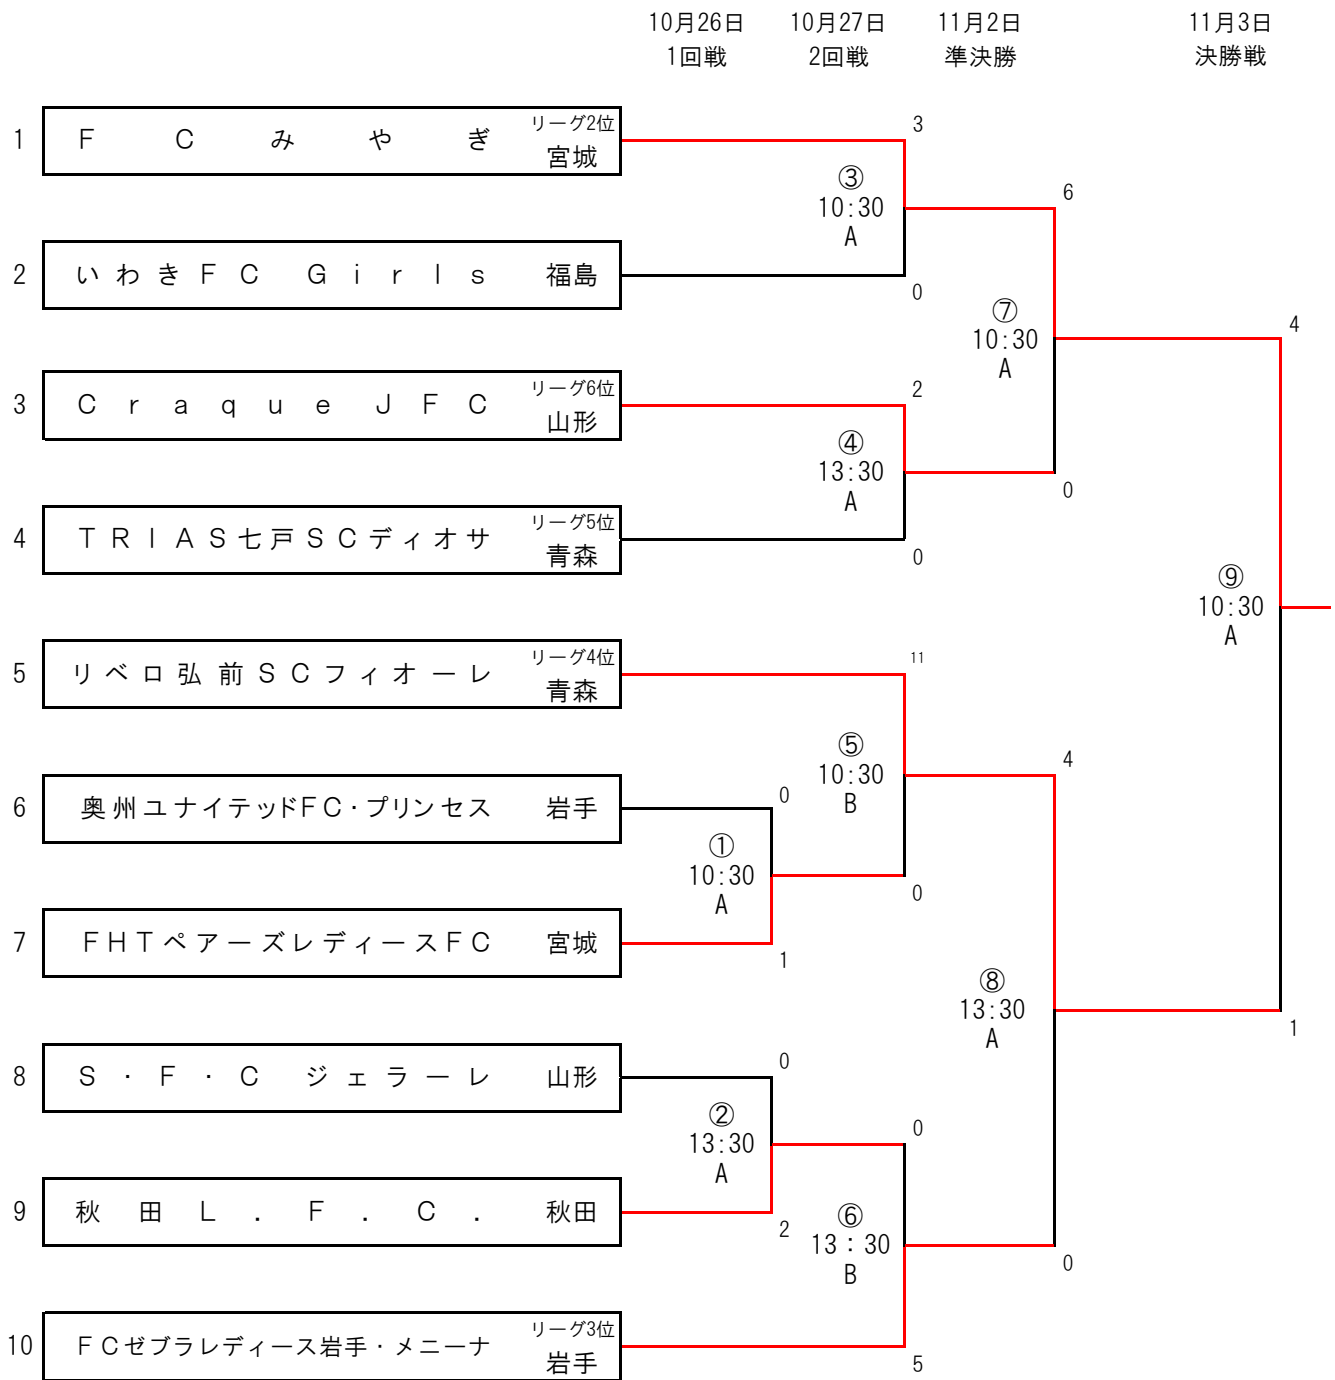 10月26日 10月27日 11月2日 11月3日
1回戦 2回戦 準決勝 決勝戦
1 FCみやぎ リーグ2位 宮城
3
③
10:30
A
6
2 いわきFC Girls 福島
0
⑦
10:30
A
4
3 Craque JFC リーグ6位 山形
2
④
13:30
A
0
4 TRIAS七戸SCディオサ リーグ5位 青森
0
⑨
10:30
A
5 リベロ弘前SCフィオーレ リーグ4位 青森
11
⑤
10:30
B
4
6 奥州ユナイテッドFC・プリンセス 岩手
0
①
10:30
A
0
7 FHTペアーズレディースFC 宮城
1
⑧
13:30
A
1
8 S・F・C ジェラーレ 山形
0
②
13:30
A
0
9 秋田L.F.C. 秋田
2
⑥
13:30
B
0
10 FCゼブラレディース岩手・メニーナ リーグ3位 岩手
5